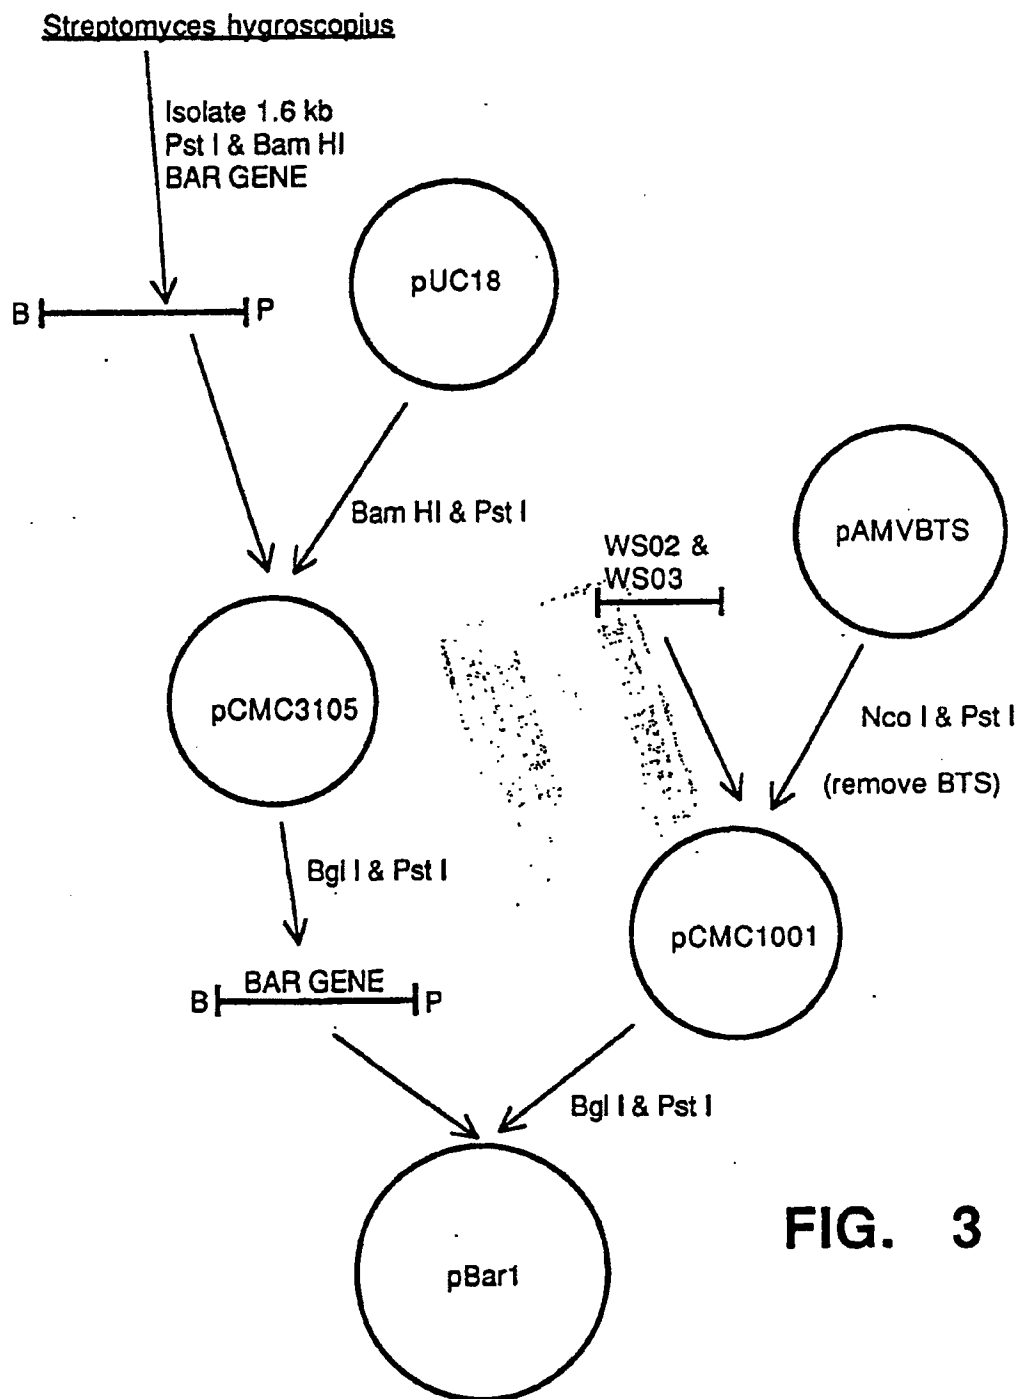 Streptomyces hygroscopius
Isolate 1.6 kb
Pst I & Bam HI
BAR GENE
pUC18
B
P
Bam HI & Pst I
pAMVBTS
WS02 &
WS03
Nco I & Pst I
(remove BTS)
pCMC3105
Bgl I & Pst I
pCMC1001
BAR GENE
B
P
Bgl I & Pst I
pBar1
FIG. 3